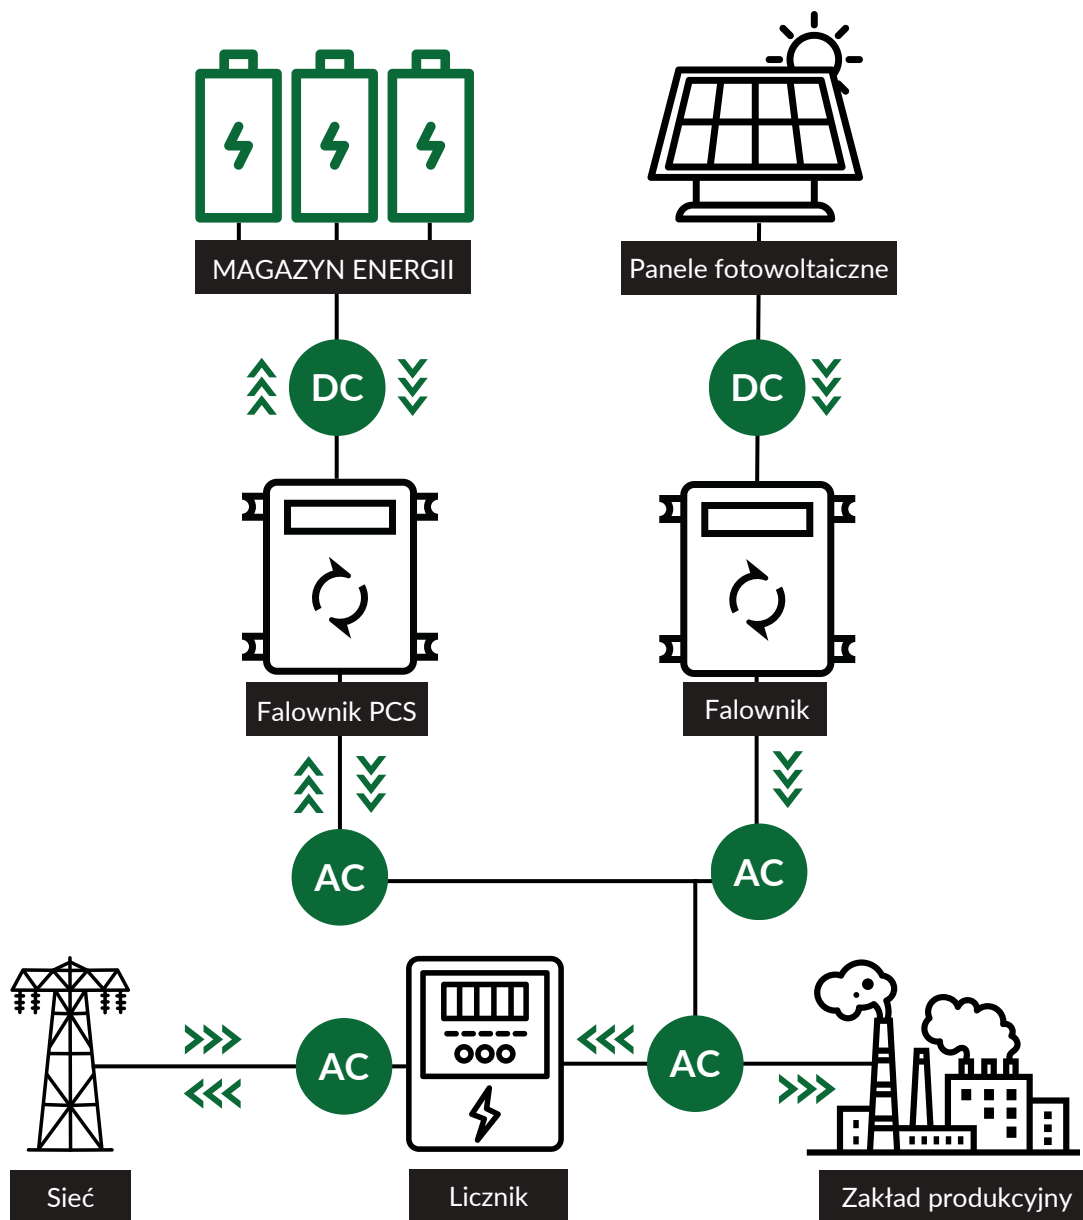 MAGAZYN ENERGII
Panele fotowoltaiczne
DC
DC
Falownik PCS
Falownik
AC
AC
AC
AC
Sieć
Licznik
Zakład produkcyjny